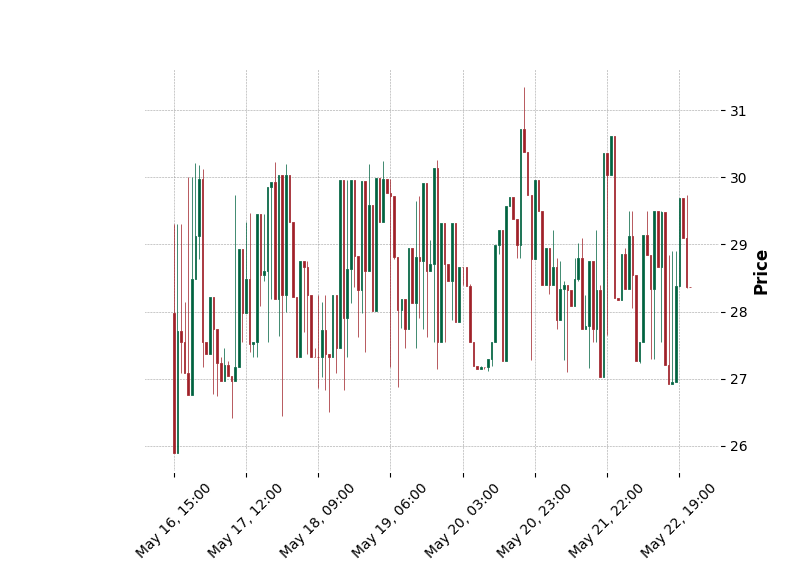 31
30
29
28
27
26
Price
May 16, 15:00
May 17, 12:00
May 18, 09:00
May 19, 06:00
May 20, 03:00
May 20, 23:00
May 21, 22:00
May 22, 19:00